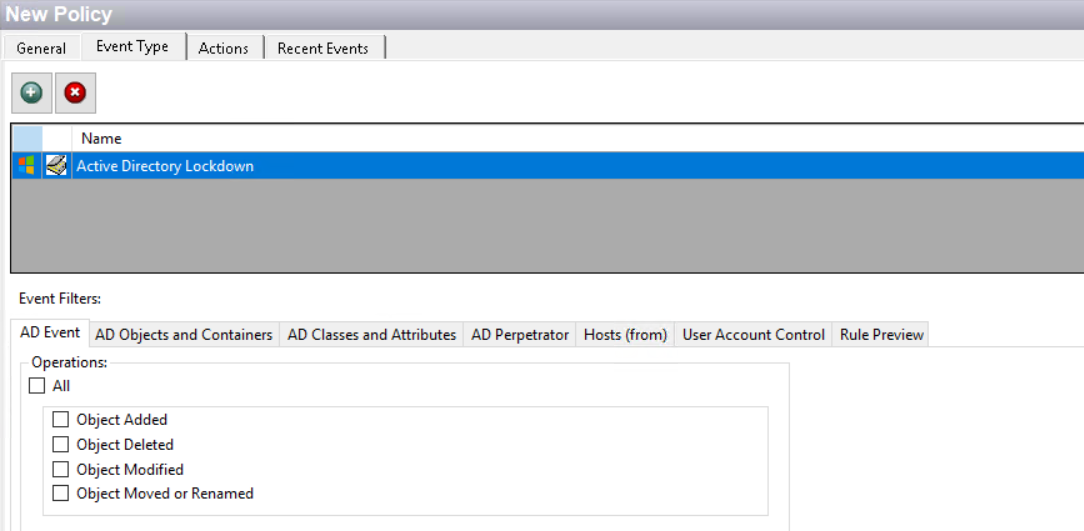 New Policy
General Event Type Actions Recent Events
Name
Active Directory Lockdown
Event Filters:
AD Event AD Objects and Containers AD Classes and Attributes AD Perpetrator Hosts (from) User Account Control Rule Preview
Operations:
All
Object Added
Object Deleted
Object Modified
Object Moved or Renamed